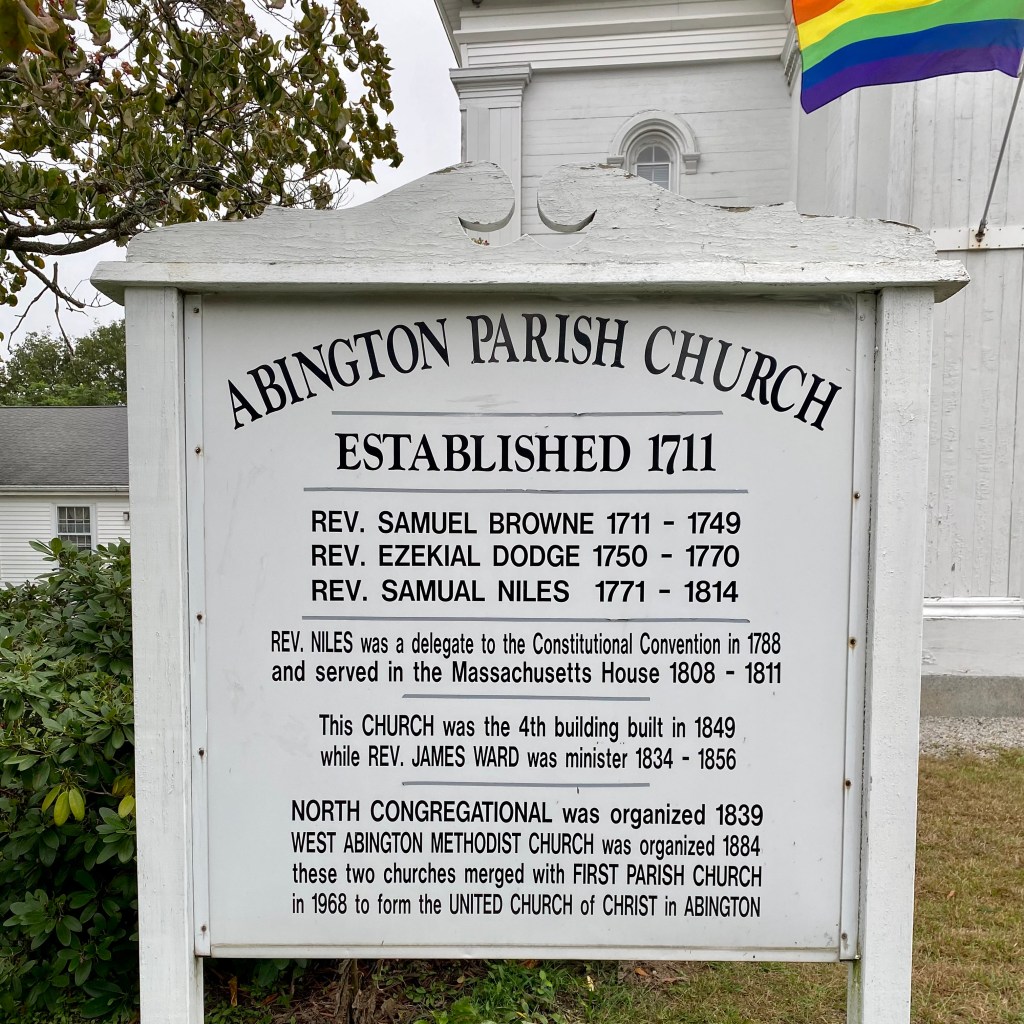 ABINGTON PARISH CHURCH
ESTABLISHED 1711
REV. SAMUEL BROWNE 1711 - 1749
REV. EZEKIAL DODGE 1750 - 1770
REV. SAMUAL NILES 1771 - 1814
REV. NILES was a delegate to the Constitutional Convention in 1788
and served in the Massachusetts House 1808 - 1811
This CHURCH was the 4th building built in 1849
while REV. JAMES WARD was minister 1834 - 1856
NORTH CONGREGATIONAL was organized 1839
WEST ABINGTON METHODIST CHURCH was organized 1884
these two churches merged with FIRST PARISH CHURCH
in 1968 to form the UNITED CHURCH of CHRIST in ABINGTON